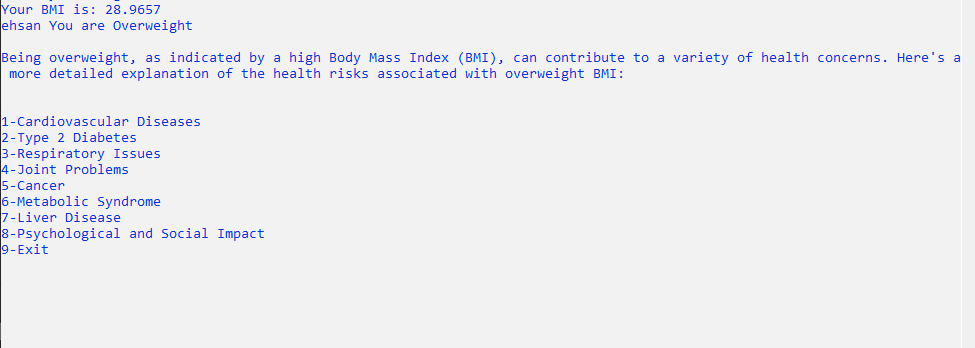 Your BMI is: 28.9657
ehsan You are Overweight
Being overweight, as indicated by a high Body Mass Index (BMI), can contribute to a variety of health concerns. Here's a
more detailed explanation of the health risks associated with overweight BMI:
1-Cardiovascular Diseases
2-Type 2 Diabetes
3-Respiratory Issues
4-Joint Problems
5-Cancer
6-Metabolic Syndrome
7-Liver Disease
8-Psychological and Social Impact
9-Exit